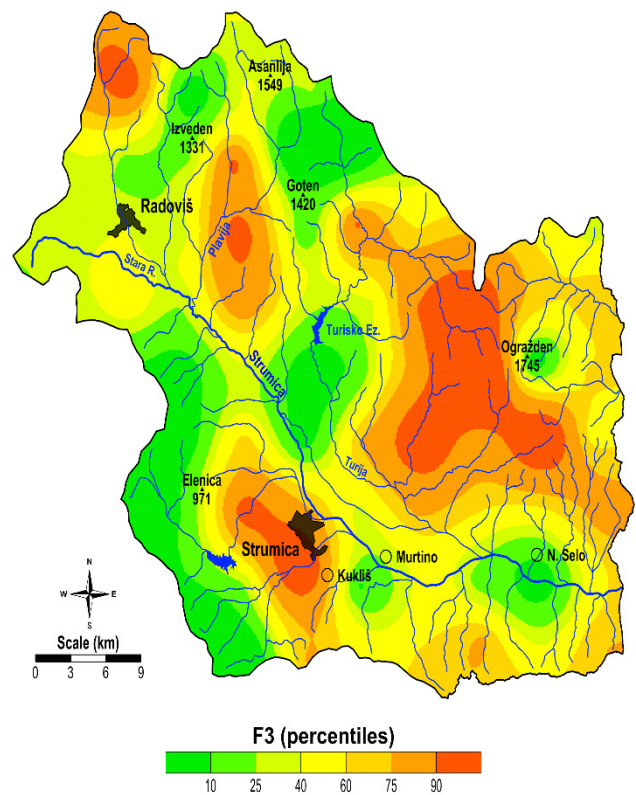 Asanlija
1549
Izveden
1331
Goten
1420
Radoviš
Plavija
Stara R.
Turisko Ez.
Strumica
Ogražden
1745
Turija
Elenica
971
Strumica
Murtino
N. Selo
Kukliš
N
W E
S
Scale (km)
0 3 6 9
F3 (percentiles)
10 25 40 60 75 90